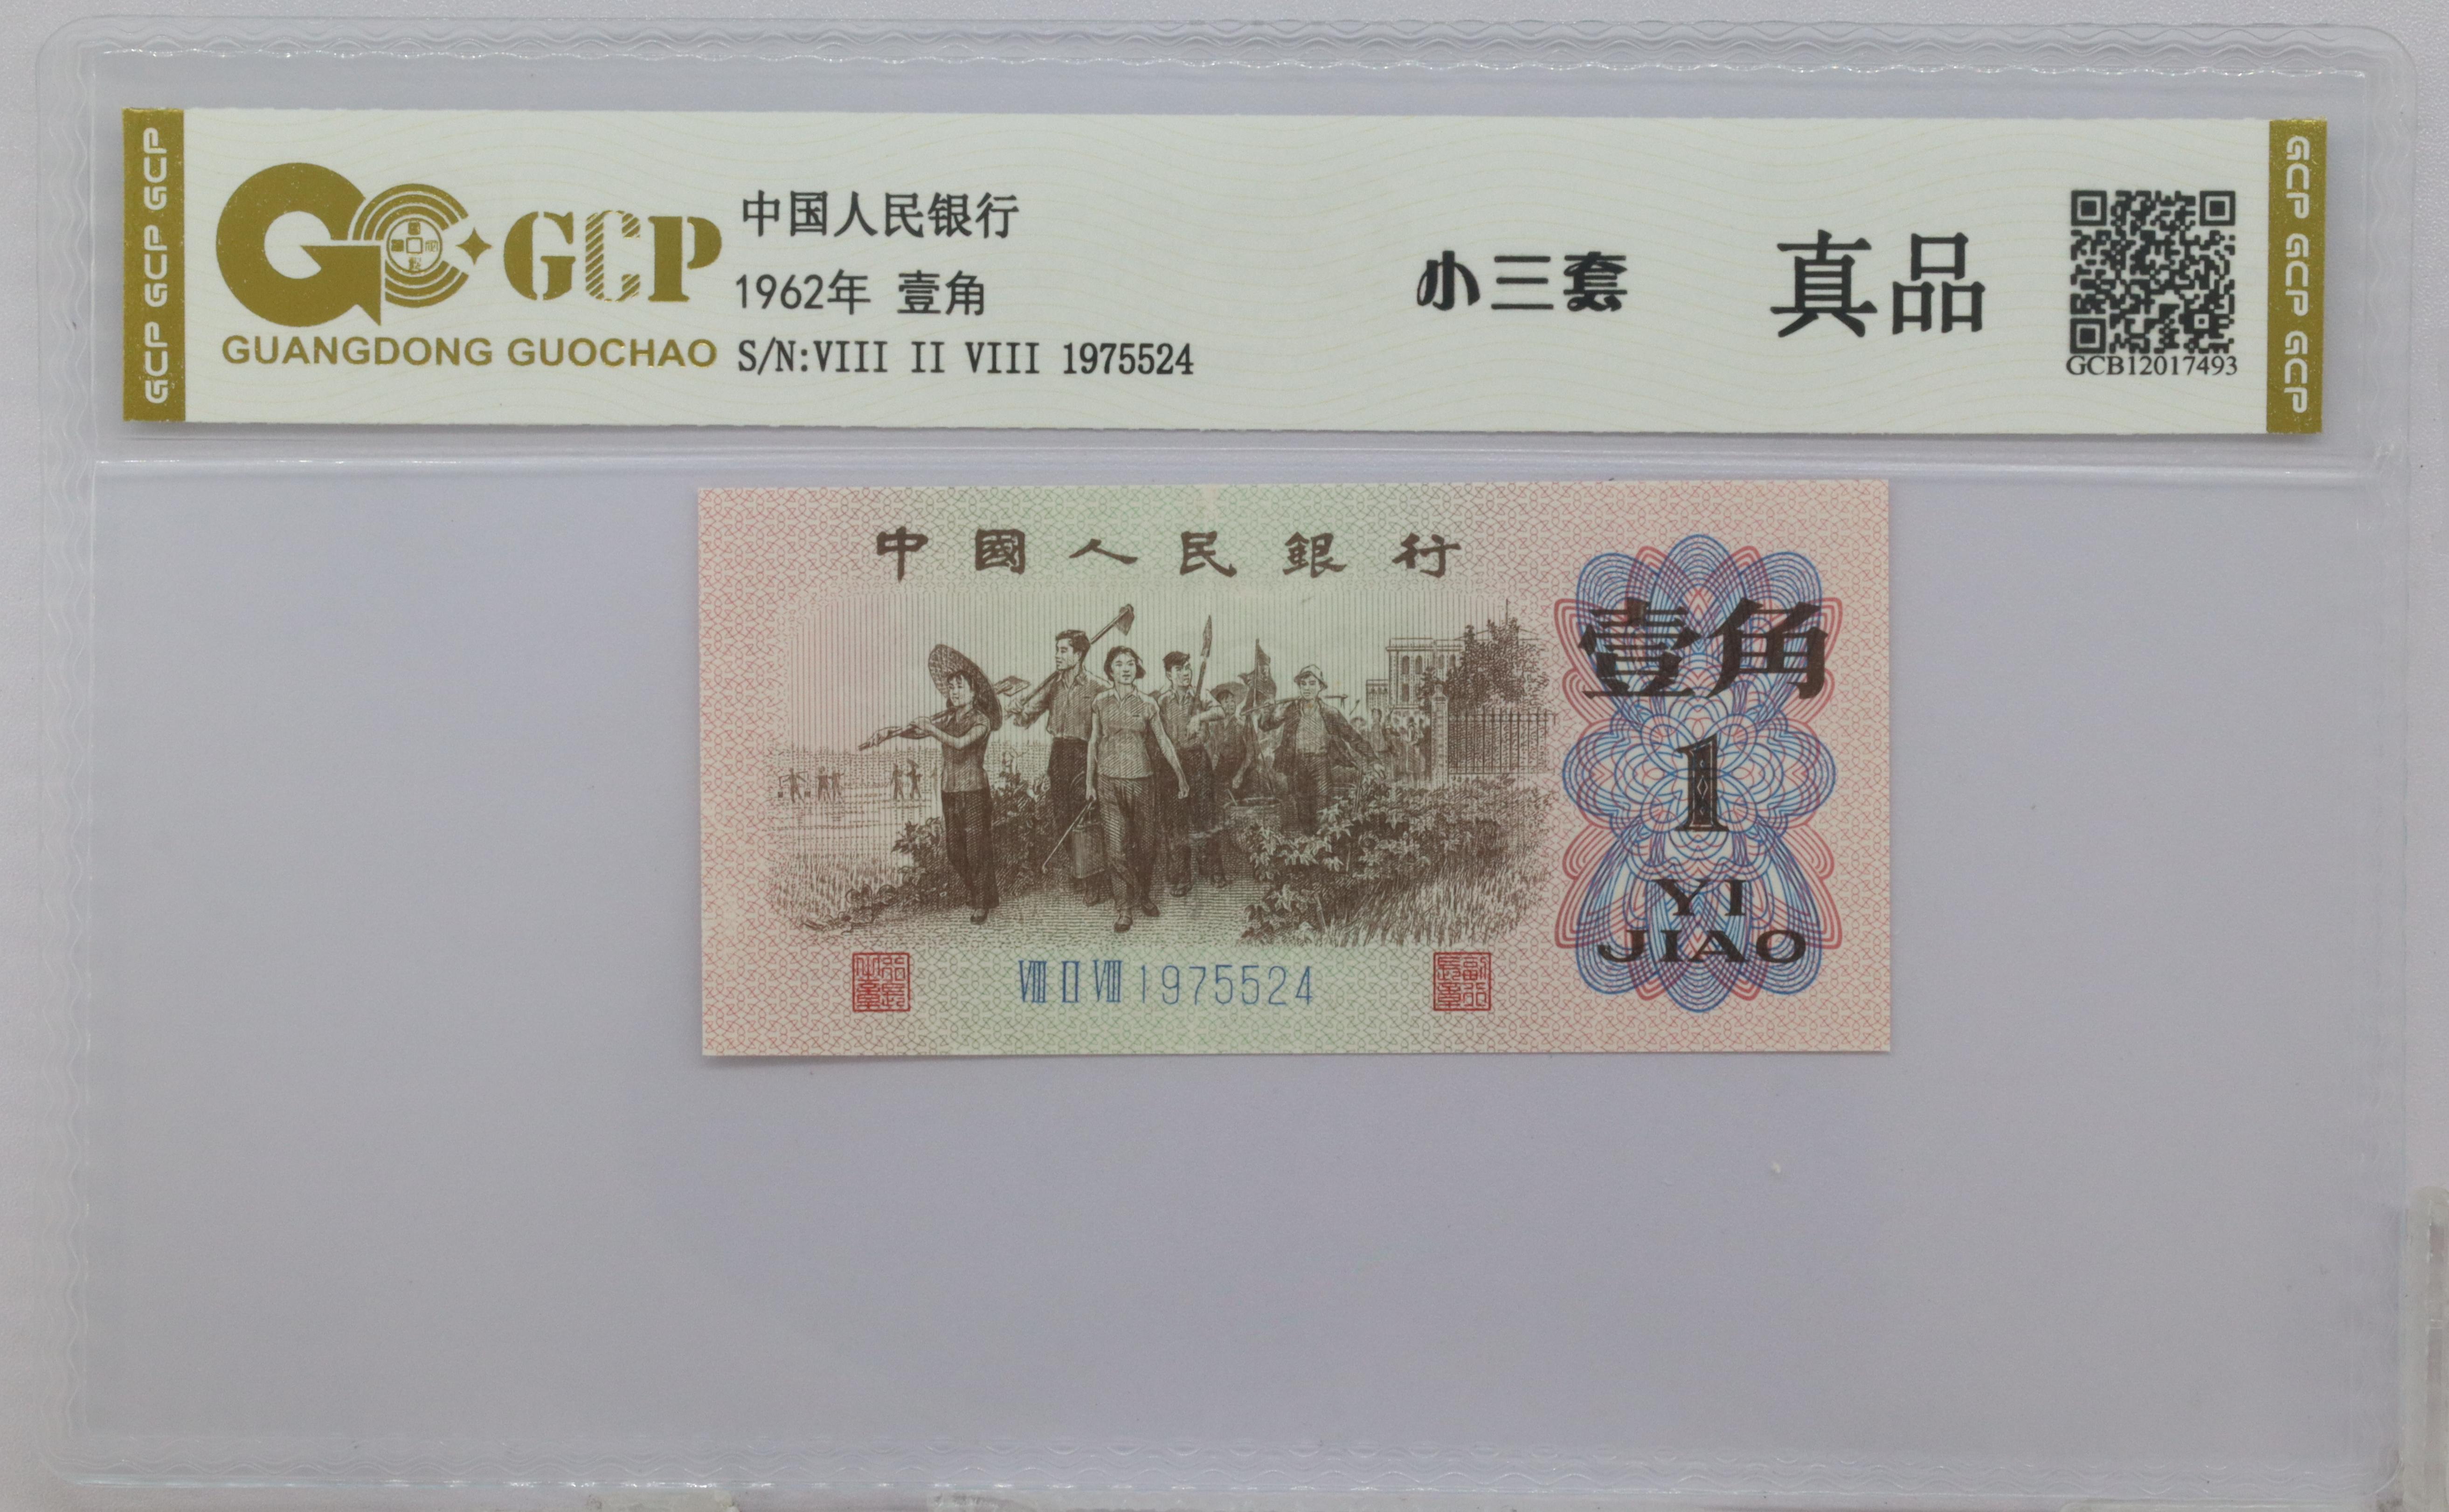 GCP GCP GCP
GCP
GUANGDONG GUOCHAO
中国人民银行
1962年 壹角
S/N:VIII II VIII 1975524
小三套
真品
GCB12017493
GCP GCP GCP
中國人民銀行
壹角
1
YI
JIAO
VIII II VIII 1975524